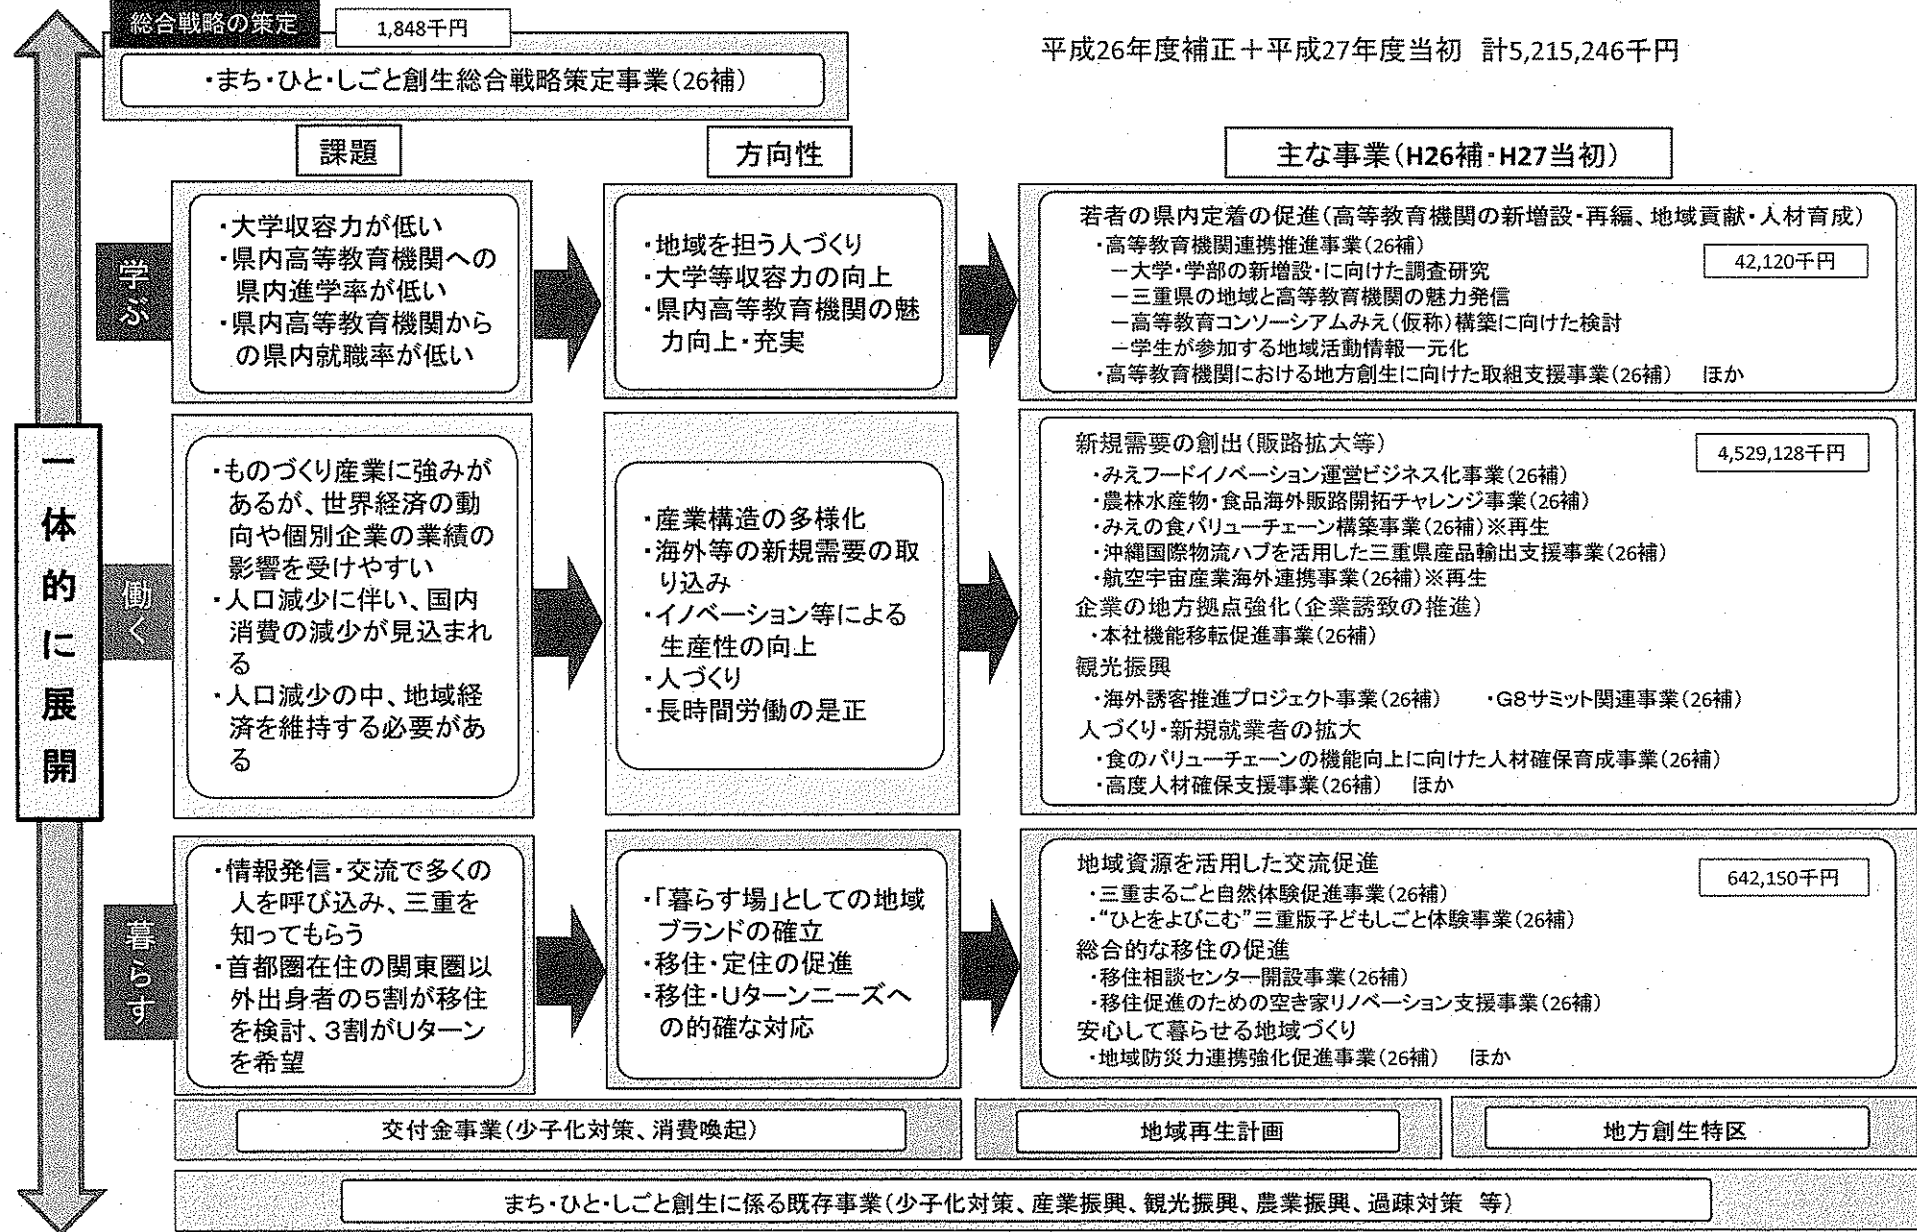 総合戦略の策定
1,848千円
・まち・ひと・しごと創生総合戦略策定事業(26補)
平成26年度補正＋平成27年度当初 計5,215,246千円
課題
方向性
主な事業(H26補・H27当初)
一体的に展開
学ぶ
・大学収容力が低い
・県内高等教育機関への
県内進学率が低い
・県内高等教育機関から
の県内就職率が低い
・地域を担う人づくり
・大学等収容力の向上
・県内高等教育機関の魅
力向上・充実
若者の県内定着の促進(高等教育機関の新増設・再編、地域貢献・人材育成)
・高等教育機関連携推進事業(26補)
42,120千円
－大学・学部の新増設・に向けた調査研究
－三重県の地域と高等教育機関の魅力発信
－高等教育コンソーシアムみえ(仮称)構築に向けた検討
－学生が参加する地域活動情報一元化
・高等教育機関における地方創生に向けた取組支援事業(26補) ほか
働く
・ものづくり産業に強みが
あるが、世界経済の動
向や個別企業の業績の
影響を受けやすい
・人口減少に伴い、国内
消費の減少が見込まれ
る
・人口減少の中、地域経
済を維持する必要があ
る
・産業構造の多様化
・海外等の新規需要の取
り込み
・イノベーション等による
生産性の向上
・人づくり
・長時間労働の是正
新規需要の創出(販路拡大等)
4,529,128千円
・みえフードイノベーション運営ビジネス化事業(26補)
・農林水産物・食品海外販路開拓チャレンジ事業(26補)
・みえの食バリューチェーン構築事業(26補)※再生
・沖縄国際物流ハブを活用した三重県産品輸出支援事業(26補)
・航空宇宙産業海外連携事業(26補)※再生
企業の地方拠点強化(企業誘致の推進)
・本社機能移転促進事業(26補)
観光振興
・海外誘客推進プロジェクト事業(26補) ・G8サミット関連事業(26補)
人づくり・新規就業者の拡大
・食のバリューチェーンの機能向上に向けた人材確保育成事業(26補)
・高度人材確保支援事業(26補) ほか
暮らす
・情報発信・交流で多くの
人を呼び込み、三重を
知ってもらう
・首都圏在住の関東圏以
外出身者の５割が移住
を検討、３割がUターン
を希望
・「暮らす場」としての地域
ブランドの確立
・移住・定住の促進
・移住・Uターンニーズへ
の的確な対応
地域資源を活用した交流促進
642,150千円
・三重まるごと自然体験促進事業(26補)
・“ひとをよびこむ”三重版子どもしごと体験事業(26補)
総合的な移住の促進
・移住相談センター開設事業(26補)
・移住促進のための空き家リノベーション支援事業(26補)
安心して暮らせる地域づくり
・地域防災力連携強化促進事業(26補) ほか
交付金事業(少子化対策、消費喚起)
地域再生計画
地方創生特区
まち・ひと・しごと創生に係る既存事業(少子化対策、産業振興、観光振興、農業振興、過疎対策 等)